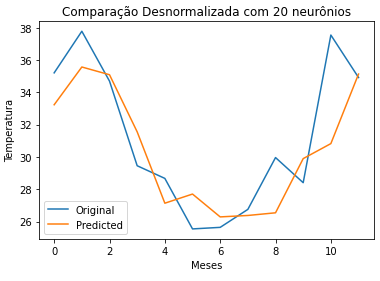 Comparação Desnormalizada com 20 neurônios
38
36
34
32
30
28
26
Temperatura
Original
Predicted
0
2
4
6
8
10
Meses